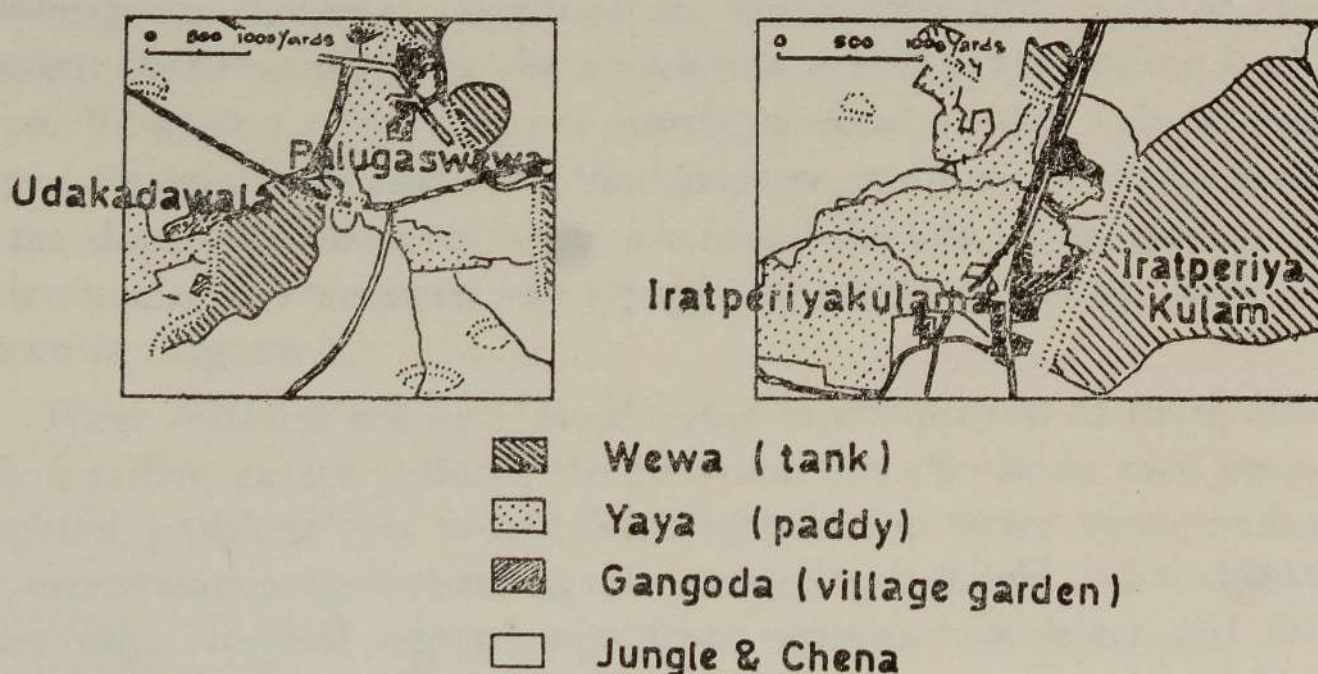 0 500 1000 Yards
Palugaswewa
Udakadawala
0 500 1000 Yards
Iratperiyakulama
Iratperiya
Kulam
Wewa (tank)
Yaya (paddy)
Gangoda (village garden)
Jungle & Chena